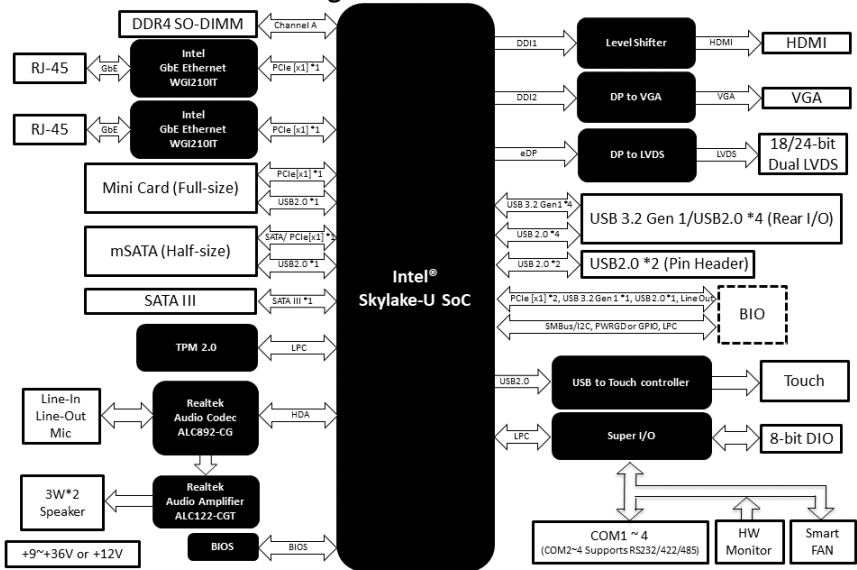 DDR4 SO-DIMM
Channel A
RJ-45
GbE
Intel
GbE Ethernet
WGI210IT
PCIe [x1] *1
RJ-45
GbE
Intel
GbE Ethernet
WGI210IT
PCIe [x1] *1
Mini Card (Full-size)
PCIe[x1] *1
USB2.0 *1
mSATA (Half-size)
SATA/ PCIe[x1] *1
USB2.0 *1
SATA III
SATA III *1
TPM 2.0
LPC
Line-In
Line-Out
Mic
Realtek
Audio Codec
ALC892-CG
HDA
3W*2
Speaker
Realtek
Audio Amplifier
ALC122-CGT
+9~+36V or +12V
BIOS
BIOS
Intel®
Skylake-U SoC
DDI1
Level Shifter
HDMI
HDMI
DDI2
DP to VGA
VGA
VGA
eDP
DP to LVDS
LVDS
18/24-bit
Dual LVDS
USB 3.2 Gen1 *4
USB 2.0 *4
USB 3.2 Gen 1/USB2.0 *4 (Rear I/O)
USB 2.0 *2
USB2.0 *2 (Pin Header)
PCIe [x1] *2, USB 3.2 Gen 1 *1, USB 2.0 *1, Line Out
SMBus/I2C, PWRGD or GPIO, LPC
BIO
USB2.0
USB to Touch controller
Touch
LPC
Super I/O
8-bit DIO
COM1 ~ 4
(COM2~4 Supports RS232/422/485)
HW
Monitor
Smart
FAN